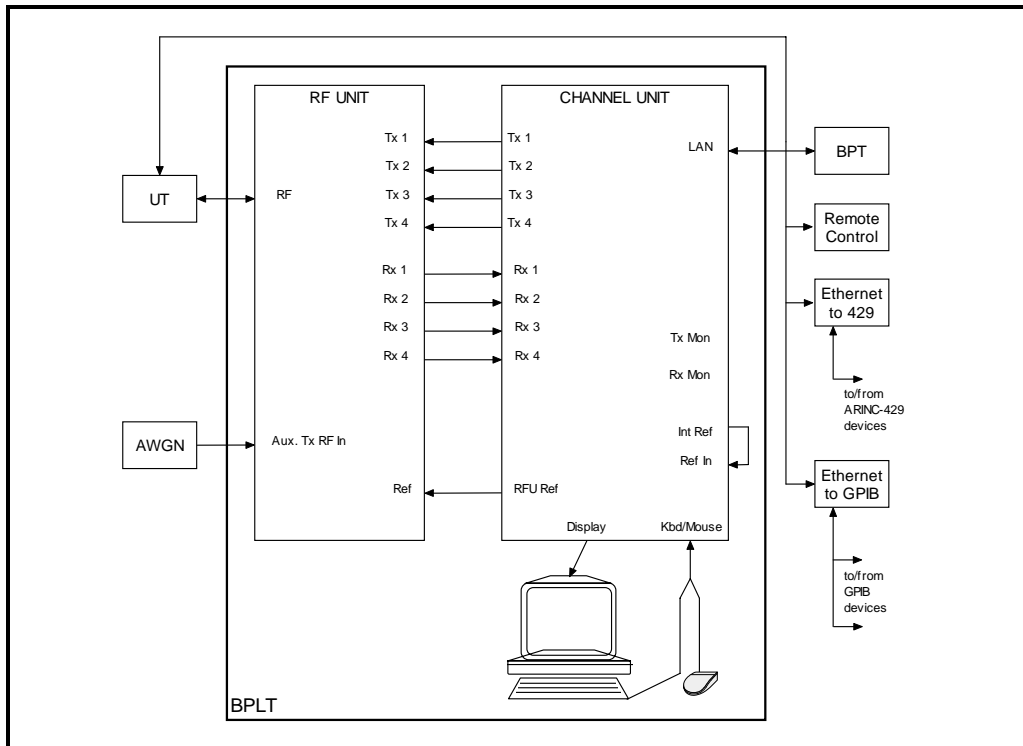 RF UNIT
CHANNEL UNIT
Tx 1
Tx 1
LAN
BPT
Tx 2
Tx 2
UT
RF
Tx 3
Tx 3
Tx 4
Tx 4
Remote
Control
Rx 1
Rx 1
Rx 2
Rx 2
Ethernet
to 429
Rx 3
Rx 3
Tx Mon
Rx 4
Rx 4
Rx Mon
to/from
ARINC-429
devices
AWGN
Aux. Tx RF In
Int Ref
Ref In
Ref
RFU Ref
Ethernet
to GPIB
Display
Kbd/Mouse
to/from
GPIB
devices
BPLT